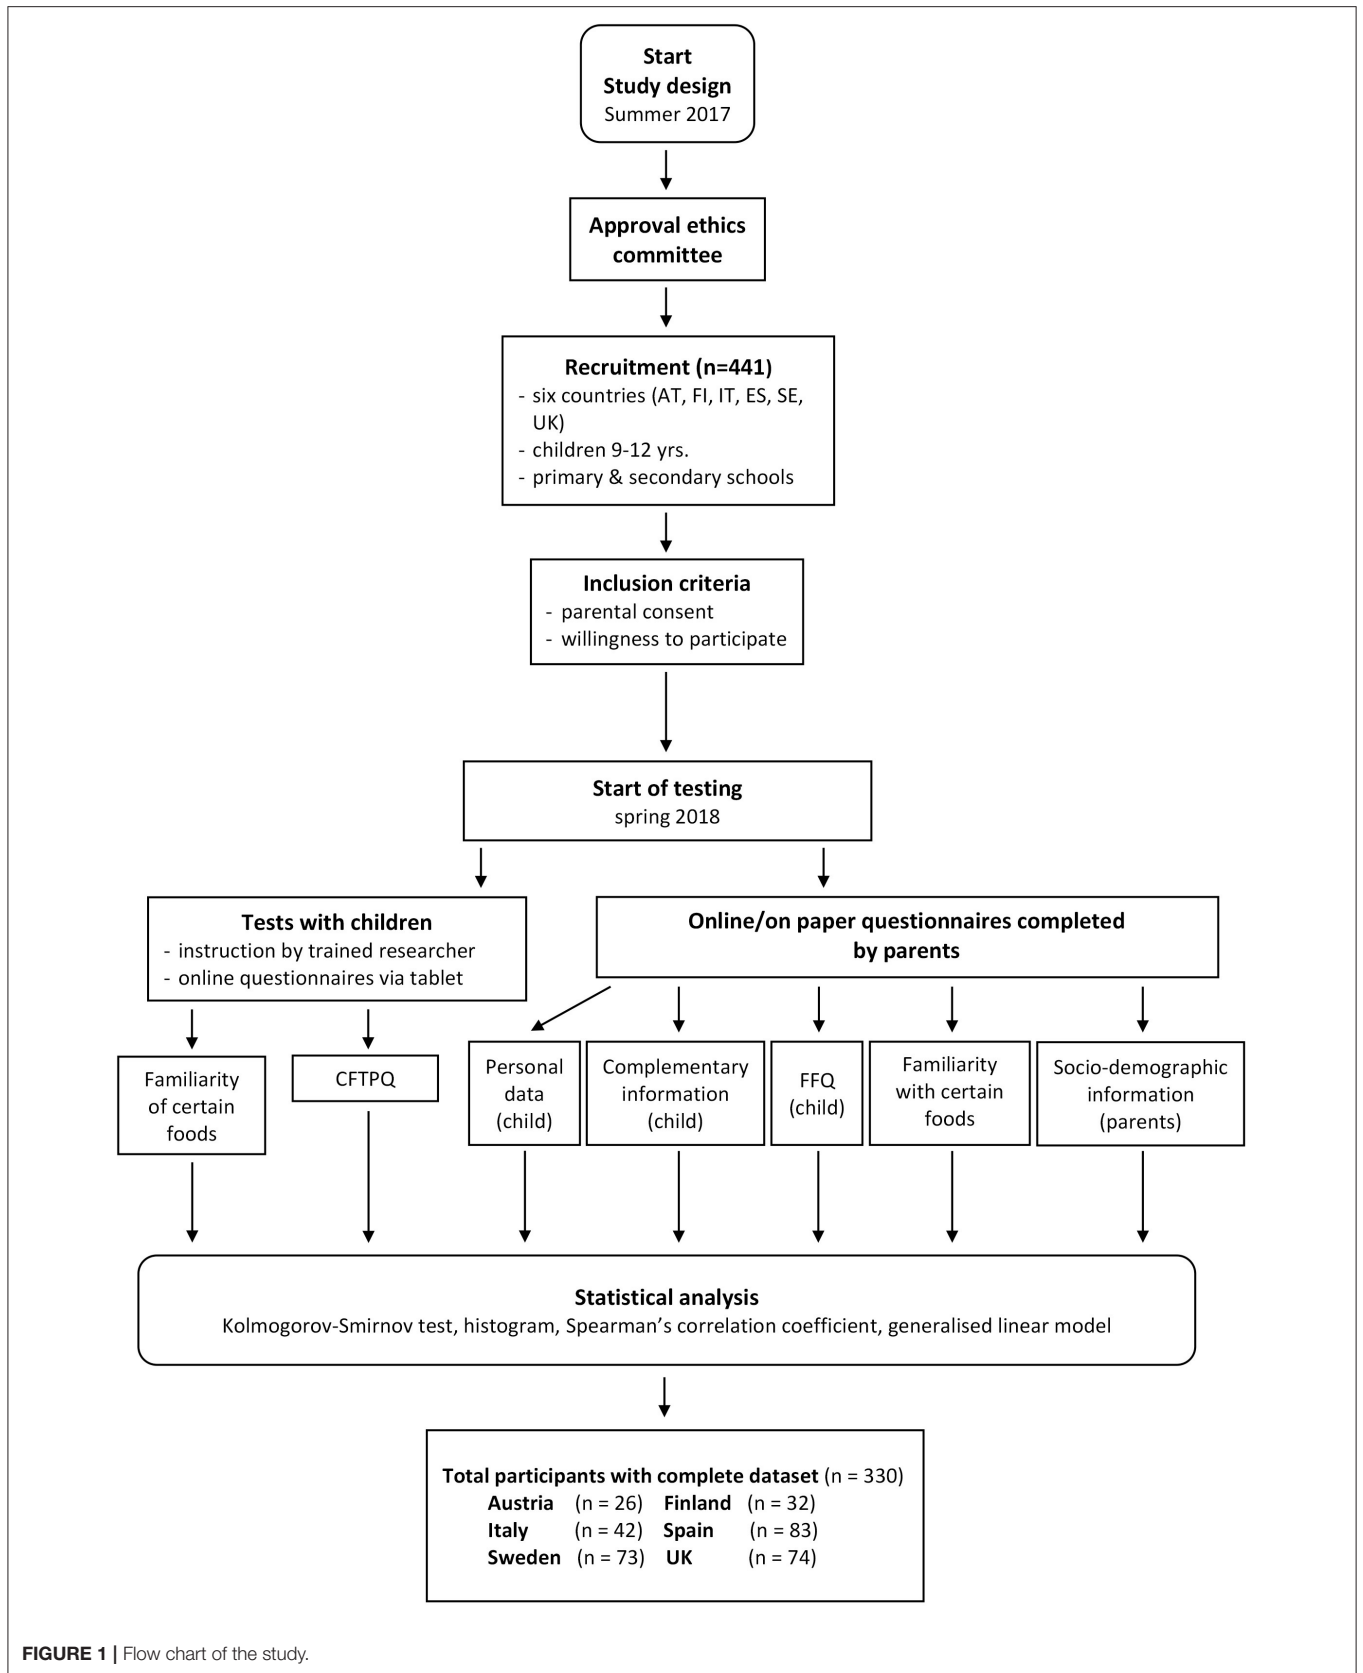 Start
Study design
Summer 2017
Approval ethics
committee
Recruitment (n=441)
- six countries (AT, FI, IT, ES, SE,
UK)
- children 9-12 yrs.
- primary & secondary schools
Inclusion criteria
- parental consent
- willingness to participate
Start of testing
spring 2018
Tests with children
- instruction by trained researcher
- online questionnaires via tablet
Online/on paper questionnaires completed
by parents
Familiarity
of certain
foods
CFTPQ
Personal
data
(child)
Complementary
information
(child)
FFQ
(child)
Familiarity
with certain
foods
Socio-demographic
information
(parents)
Statistical analysis
Kolmogorov-Smirnov test, histogram, Spearman's correlation coefficient, generalised linear model
Total participants with complete dataset (n = 330)
Austria (n = 26) Finland (n = 32)
Italy (n = 42) Spain (n = 83)
Sweden (n = 73) UK (n = 74)
FIGURE 1 | Flow chart of the study.